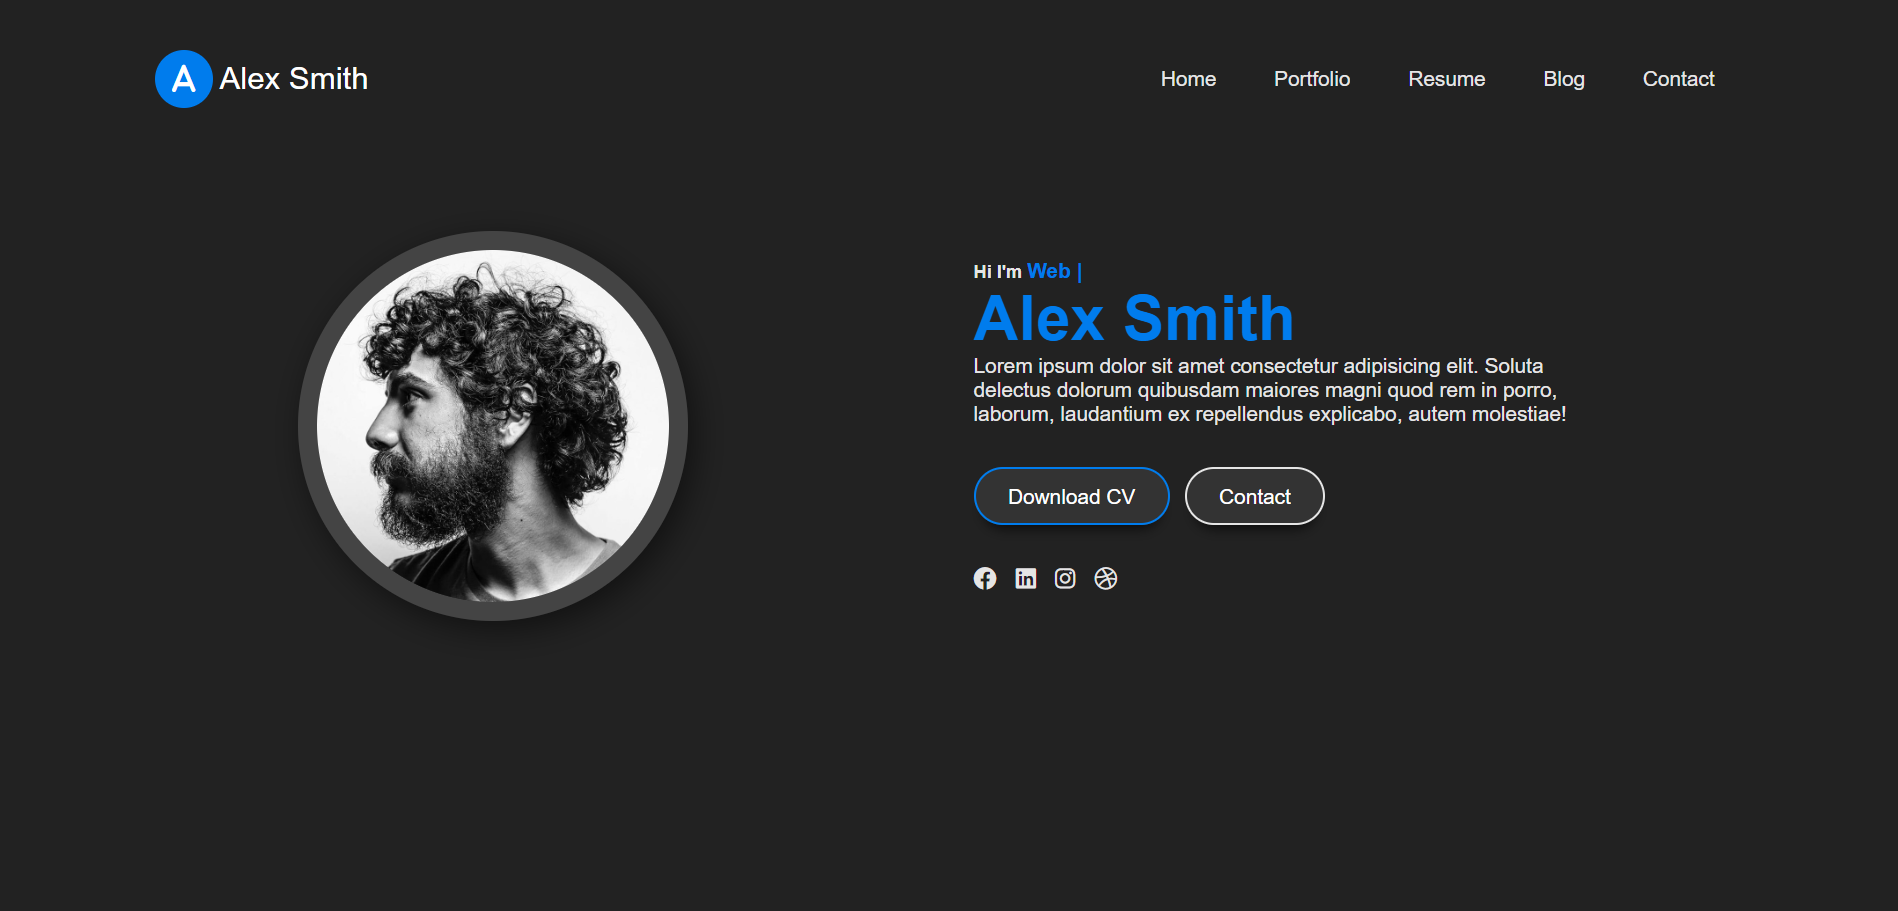 A Alex Smith
Home Portfolio Resume Blog Contact
Hi I'm Web |
Alex Smith
Lorem ipsum dolor sit amet consectetur adipisicing elit. Soluta
delectus dolorum quibusdam maiores magni quod rem in porro,
laborum, laudantium ex repellendus explicabo, autem molestiae!
Download CV Contact